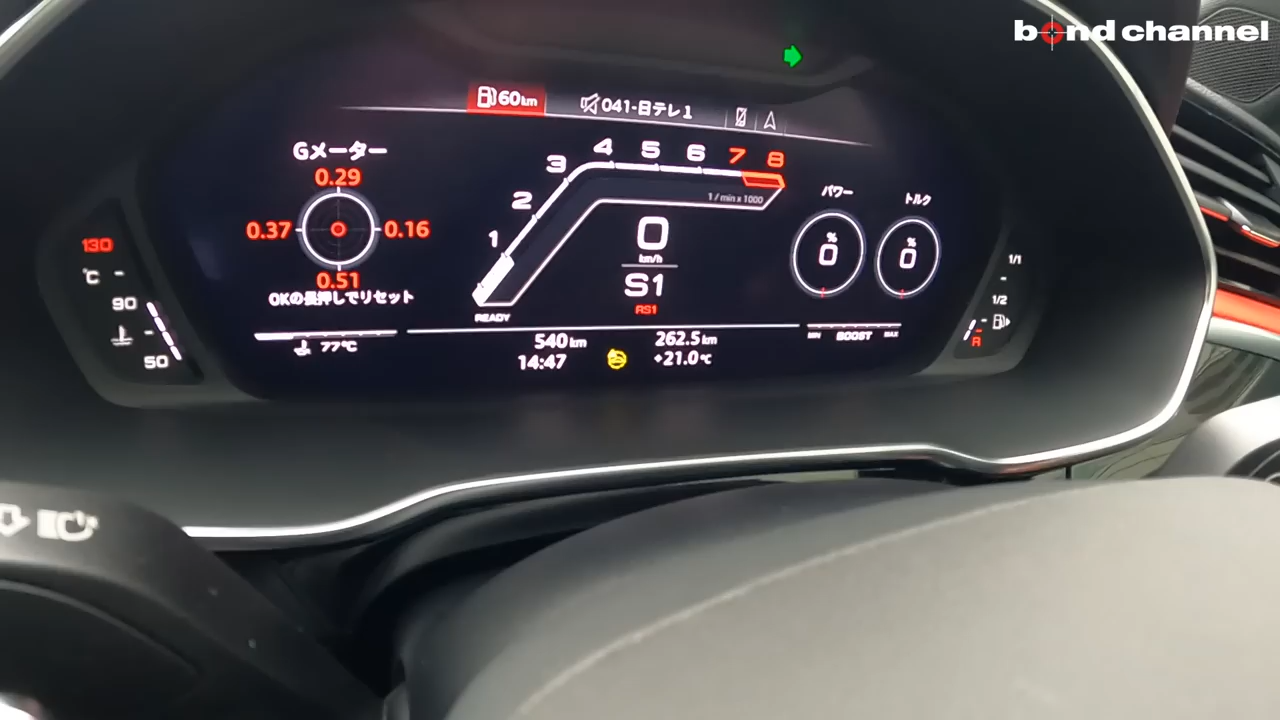 bond channel
60km
041-日テレ1
Gメーター
0.29
0.37
0.16
0.51
OKの長押しでリセット
77℃
130
℃
90
50
1
2
3
4
5
6
7
8
1/min x 1000
0
km/h
S1
RS1
READY
540km
262.5km
14:47
+21.0℃
パワー
%
0
トルク
%
0
MIN
BOOST
MAX
1/1
1/2
R